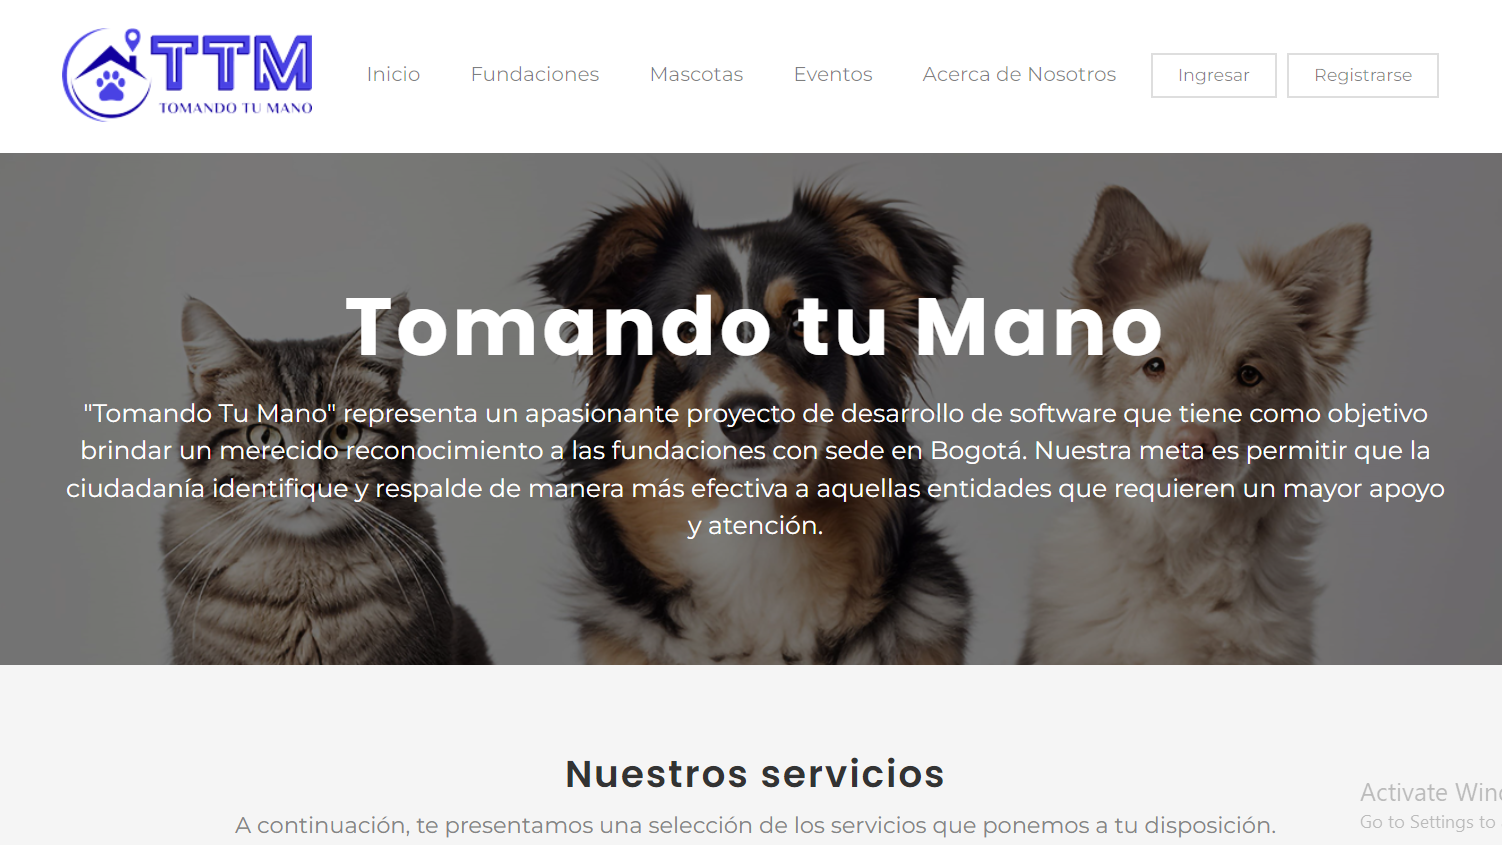 TTM
TOMANDO TU MANO
Inicio
Fundaciones
Mascotas
Eventos
Acerca de Nosotros
Ingresar
Registrarse
Tomando tu Mano
"Tomando Tu Mano" representa un apasionante proyecto de desarrollo de software que tiene como objetivo
brindar un merecido reconocimiento a las fundaciones con sede en Bogotá. Nuestra meta es permitir que la
ciudadanía identifique y respalde de manera más efectiva a aquellas entidades que requieren un mayor apoyo
y atención.
Nuestros servicios
A continuación, te presentamos una selección de los servicios que ponemos a tu disposición.
Activate
Go to Settings to